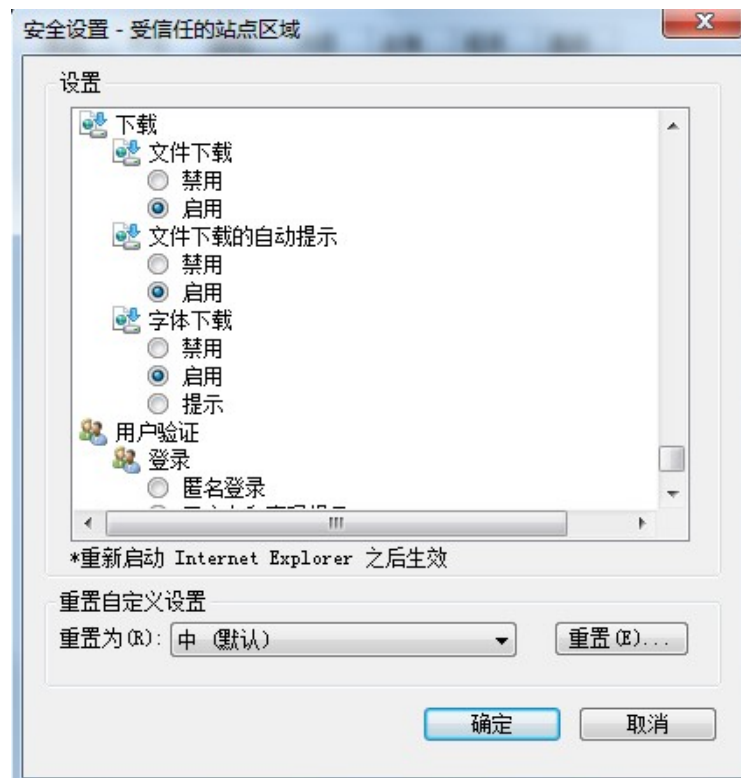 安全设置 - 受信任的站点区域
设置
下载
文件下载
禁用
启用
文件下载的自动提示
禁用
启用
字体下载
禁用
启用
提示
用户验证
登录
匿名登录
*重新启动 Internet Explorer 之后生效
重置自定义设置
重置为(R): 中 (默认) 重置(E)...
确定 取消